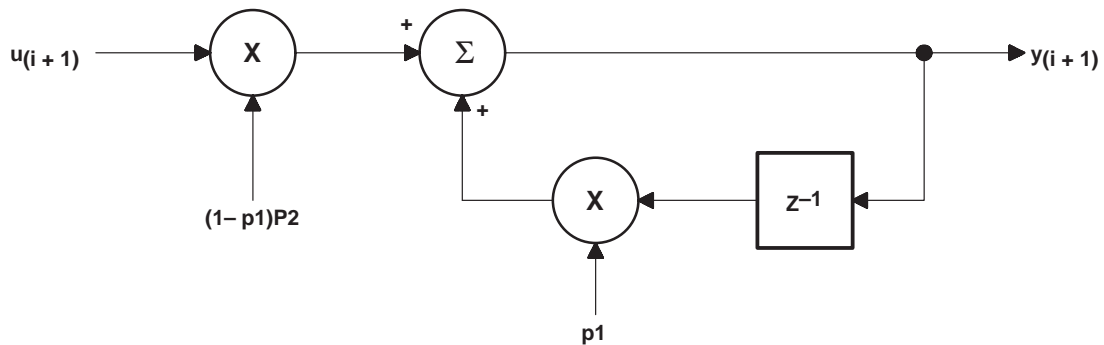 u(i + 1)
X
+
Σ
y(i + 1)
+
(1– p1)P2
X
Z–1
p1